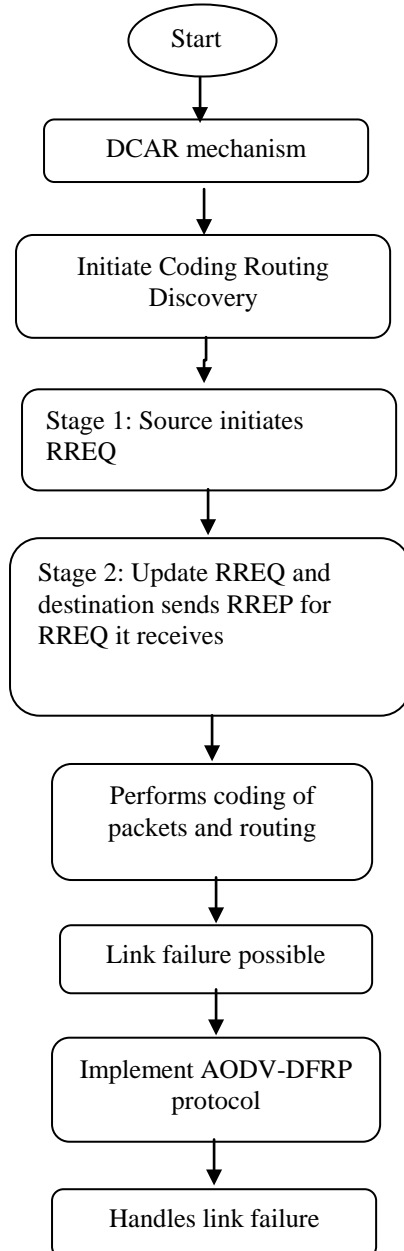 Start
DCAR mechanism
Initiate Coding Routing
Discovery
Stage 1: Source initiates
RREQ
Stage 2: Update RREQ and
destination sends RREP for
RREQ it receives
Performs coding of
packets and routing
Link failure possible
Implement AODV-DFRP
protocol
Handles link failure